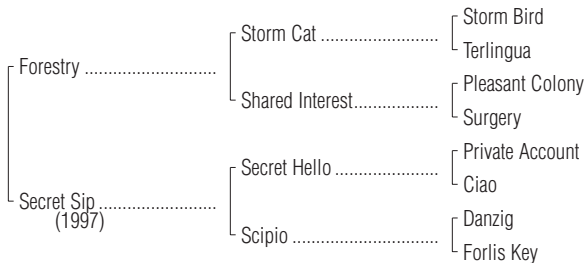 Storm Bird
Storm Cat ......................
Terlingua
Forestry ........................
Pleasant Colony
Shared Interest................
Surgery
Private Account
Secret Hello ...................
Ciao
Secret Sip ......................
(1997)
Danzig
Scipio ...........................
Forlis Key